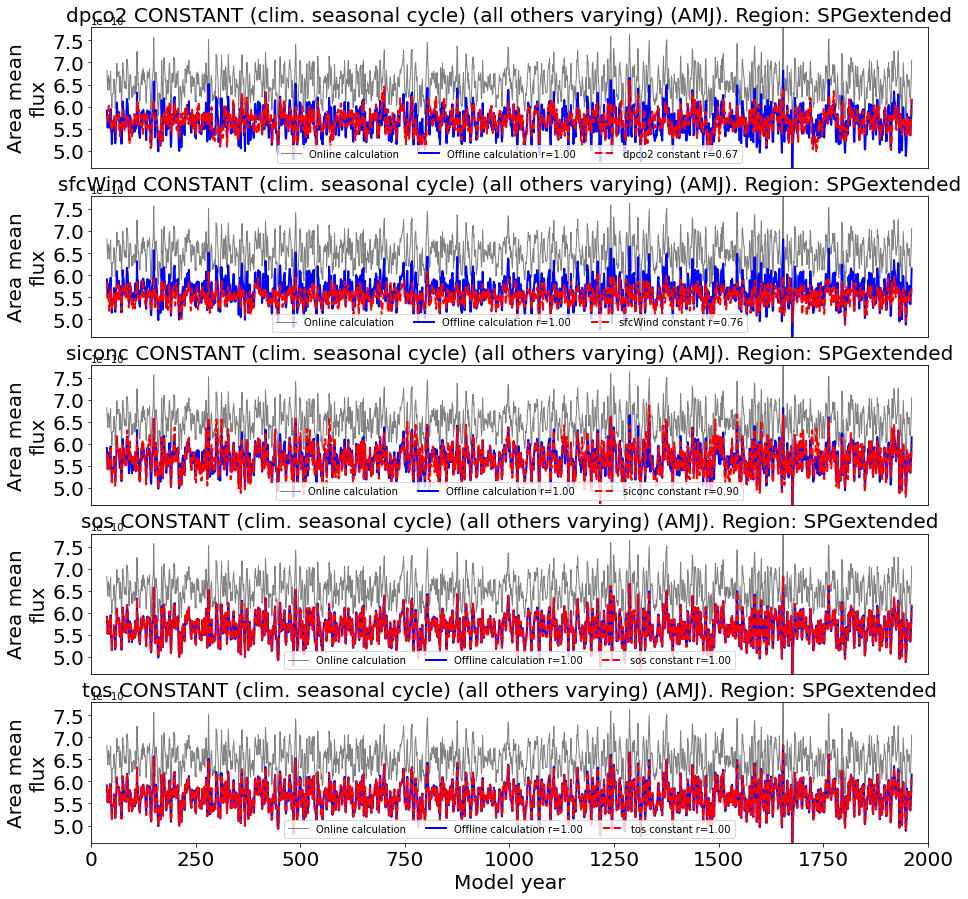 dpco2 CONSTANT (clim. seasonal cycle) (all others varying) (AMJ). Region: SPGextended
1e−10
7.5
7.0
6.5
6.0
5.5
5.0
Area mean
flux
Online calculation
Offline calculation r=1.00
dpco2 constant r=0.67
sfcWind CONSTANT (clim. seasonal cycle) (all others varying) (AMJ). Region: SPGextended
1e−10
7.5
7.0
6.5
6.0
5.5
5.0
Area mean
flux
Online calculation
Offline calculation r=1.00
sfcWind constant r=0.76
siconc CONSTANT (clim. seasonal cycle) (all others varying) (AMJ). Region: SPGextended
1e−10
7.5
7.0
6.5
6.0
5.5
5.0
Area mean
flux
Online calculation
Offline calculation r=1.00
siconc constant r=0.90
sos CONSTANT (clim. seasonal cycle) (all others varying) (AMJ). Region: SPGextended
1e−10
7.5
7.0
6.5
6.0
5.5
5.0
Area mean
flux
Online calculation
Offline calculation r=1.00
sos constant r=1.00
tos CONSTANT (clim. seasonal cycle) (all others varying) (AMJ). Region: SPGextended
1e−10
7.5
7.0
6.5
6.0
5.5
5.0
Area mean
flux
Online calculation
Offline calculation r=1.00
tos constant r=1.00
0
250
500
750
1000
1250
1500
1750
2000
Model year